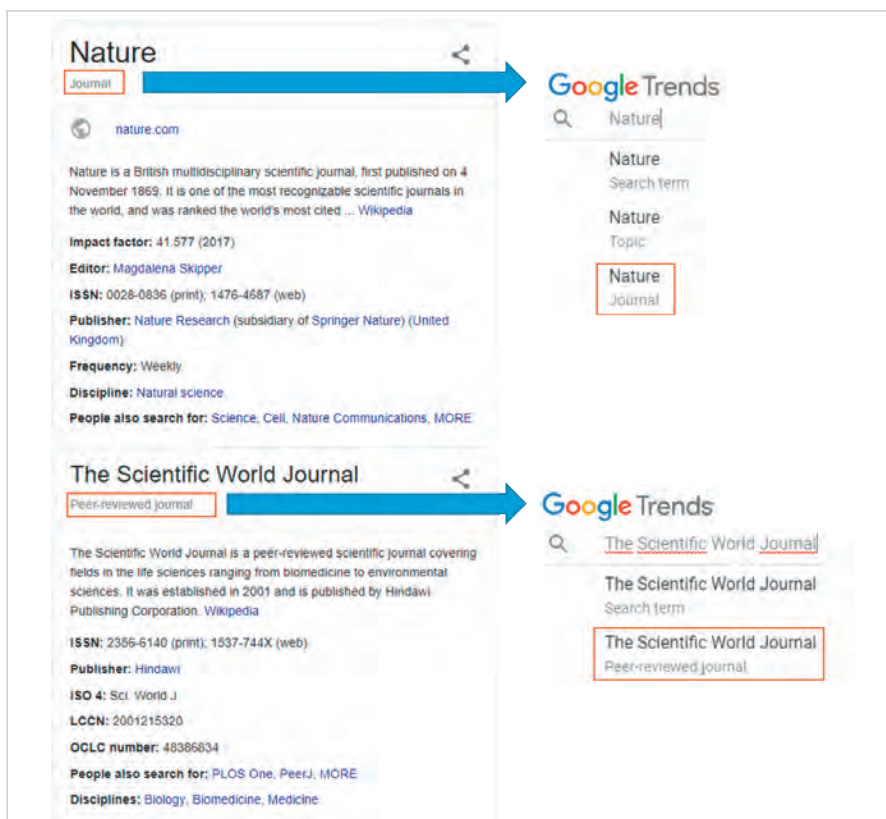 Nature
Journal
nature.com
Nature is a British multidisciplinary scientific journal, first published on 4
November 1869. It is one of the most recognizable scientific journals in
the world, and was ranked the world's most cited ... Wikipedia
Impact factor: 41.577 (2017)
Editor: Magdalena Skipper
ISSN: 0028-0836 (print); 1476-4687 (web)
Publisher: Nature Research (subsidiary of Springer Nature) (United
Kingdom)
Frequency: Weekly
Discipline: Natural science
People also search for: Science, Cell, Nature Communications, MORE
Google Trends
Nature
Nature
Search term
Nature
Topic
Nature
Journal
The Scientific World Journal
Peer-reviewed journal
The Scientific World Journal is a peer-reviewed scientific journal covering
fields in the life sciences ranging from biomedicine to environmental
sciences. It was established in 2001 and is published by Hindawi
Publishing Corporation. Wikipedia
ISSN: 2356-6140 (print); 1537-744X (web)
Publisher: Hindawi
ISO 4: Sci. World J
LCCN: 2001215320
OCLC number: 48386834
People also search for: PLOS One, PeerJ, MORE
Disciplines: Biology, Biomedicine, Medicine
Google Trends
The Scientific World Journal
The Scientific World Journal
Search term
The Scientific World Journal
Peer-reviewed journal